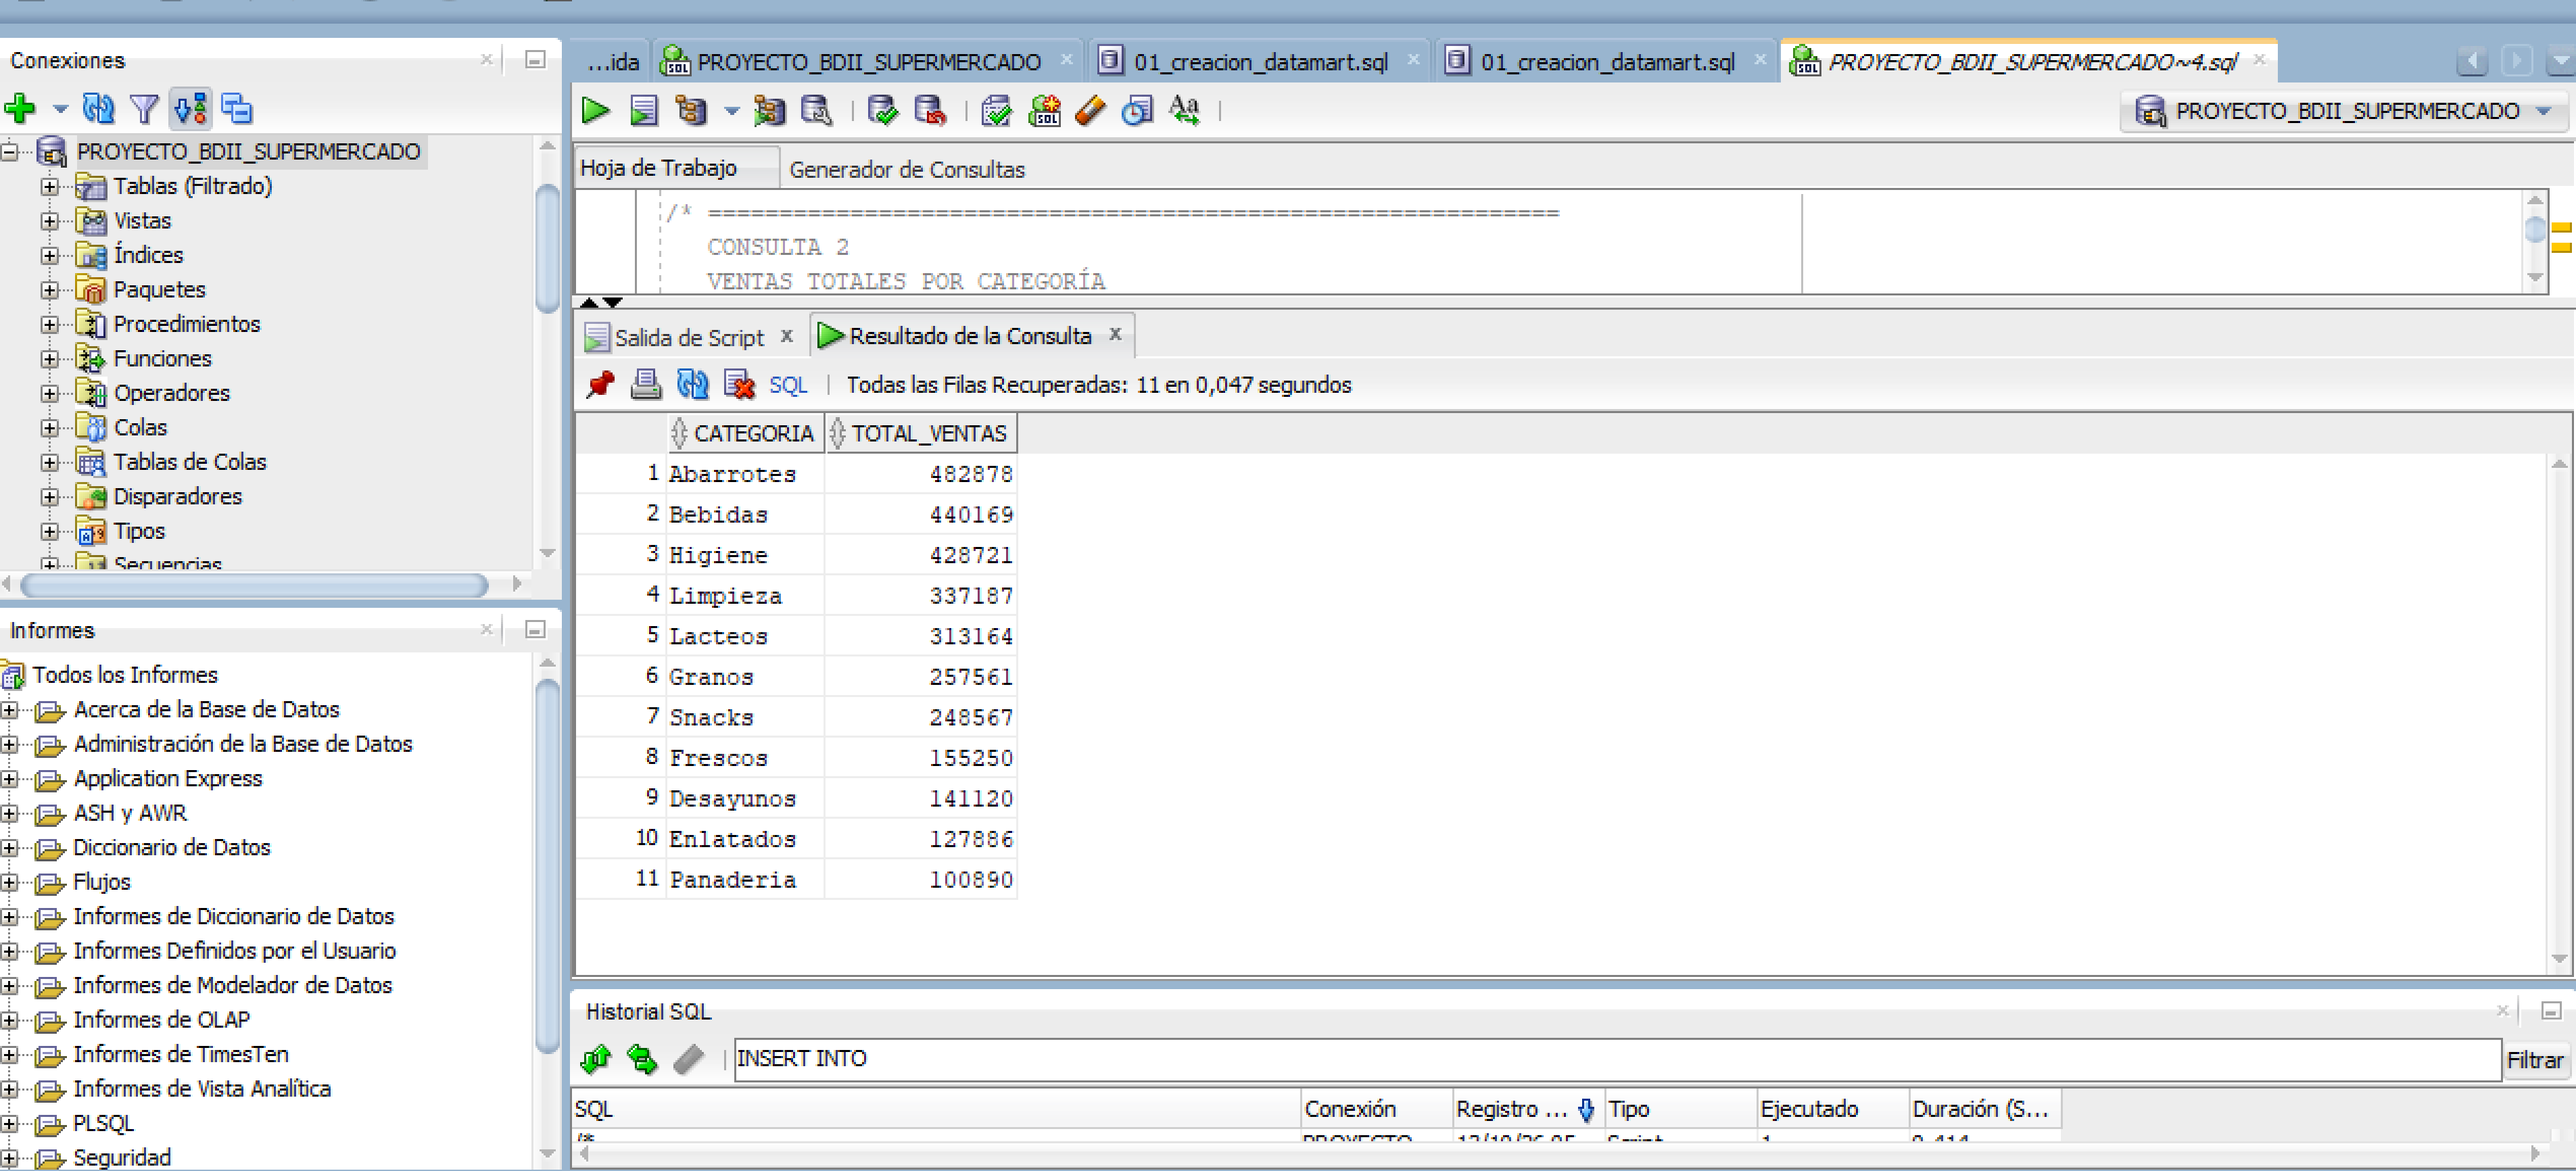 Conexiones
PROYECTO_BDII_SUPERMERCADO
Tablas (Filtrado)
Vistas
Índices
Paquetes
Procedimientos
Funciones
Operadores
Colas
Tablas de Colas
Disparadores
Tipos
Secuencias
Informes
Todos los Informes
Acerca de la Base de Datos
Administración de la Base de Datos
Application Express
ASH y AWR
Diccionario de Datos
Flujos
Informes de Diccionario de Datos
Informes Definidos por el Usuario
Informes de Modelador de Datos
Informes de OLAP
Informes de TimesTen
Informes de Vista Analítica
PLSQL
Seguridad
...ida PROYECTO_BDII_SUPERMERCADO 01_creacion_datamart.sql 01_creacion_datamart.sql PROYECTO_BDII_SUPERMERCADO~4.sql
PROYECTO_BDII_SUPERMERCADO
Hoja de Trabajo Generador de Consultas
/* ============================================================
CONSULTA 2
VENTAS TOTALES POR CATEGORÍA
Salida de Script x Resultado de la Consulta x
SQL | Todas las Filas Recuperadas: 11 en 0,047 segundos
CATEGORIA TOTAL_VENTAS
1 Abarrotes 482878
2 Bebidas 440169
3 Higiene 428721
4 Limpieza 337187
5 Lacteos 313164
6 Granos 257561
7 Snacks 248567
8 Frescos 155250
9 Desayunos 141120
10 Enlatados 127886
11 Panaderia 100890
Historial SQL
INSERT INTO Filtrar
SQL Conexión Registro ... Tipo Ejecutado Duración (S...